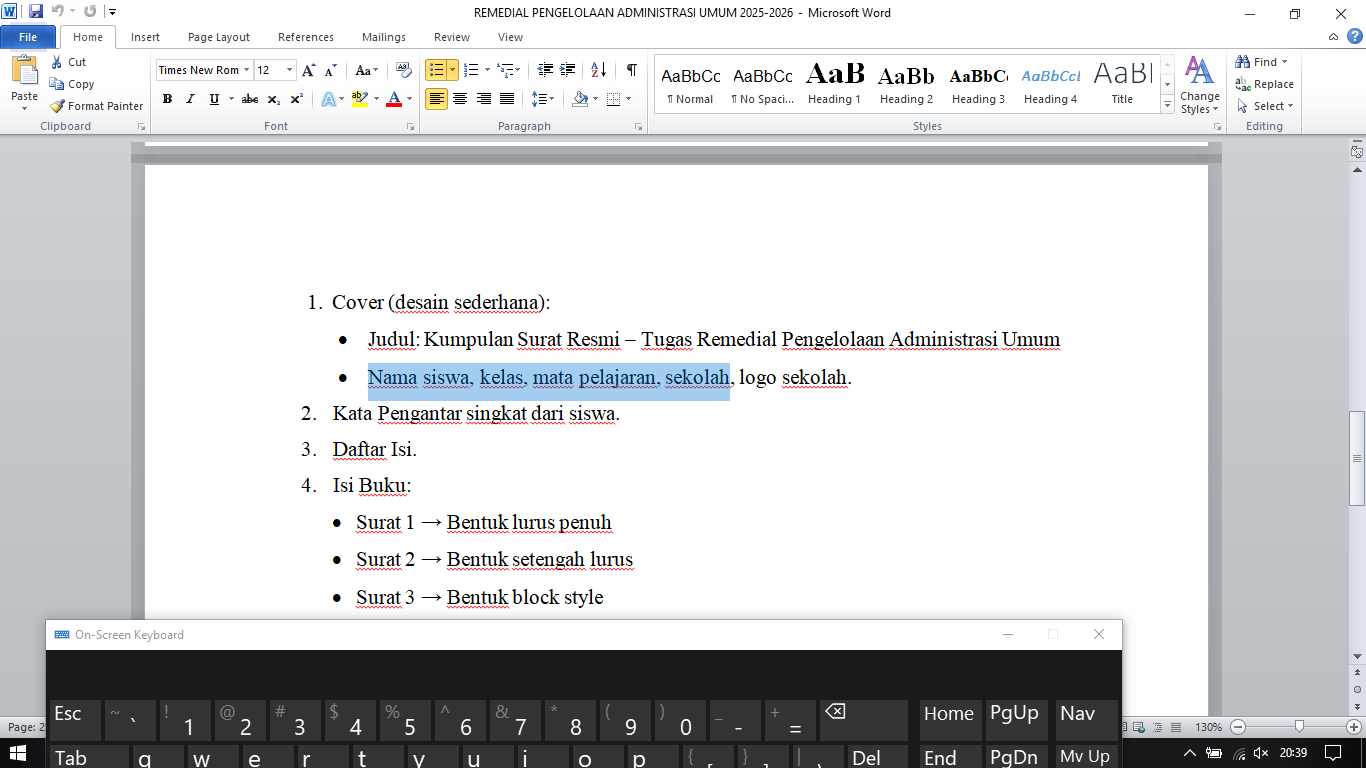 REMEDIAL PENGELOLAAN ADMINISTRASI UMUM 2025-2026 - Microsoft Word
File Home Insert Page Layout References Mailings Review View
Paste
Cut
Copy
Format Painter
Clipboard
Times New Rom 12
Font
Paragraph
AaBbCc AaBbCc AaB AaBb AaBbC AaBbCcI AaBl
¶ Normal ¶ No Spaci... Heading 1 Heading 2 Heading 3 Heading 4 Title
Styles
Change Styles
Find
Replace
Select
Editing
1. Cover (desain sederhana):
• Judul: Kumpulan Surat Resmi – Tugas Remedial Pengelolaan Administrasi Umum
• Nama siswa, kelas, mata pelajaran, sekolah, logo sekolah.
2. Kata Pengantar singkat dari siswa.
3. Daftar Isi.
4. Isi Buku:
• Surat 1 → Bentuk lurus penuh
• Surat 2 → Bentuk setengah lurus
• Surat 3 → Bentuk block style
On-Screen Keyboard
Esc ~ ` ! 1 @ 2 # 3 $ 4 % 5 ^ 6 & 7 * 8 ( 9 ) 0 _ - + = Home PgUp Nav
Tab q w e r t y u i o p { [ } ] | \ Del End PgDn Mv Up
Page: 2
130%
20:39